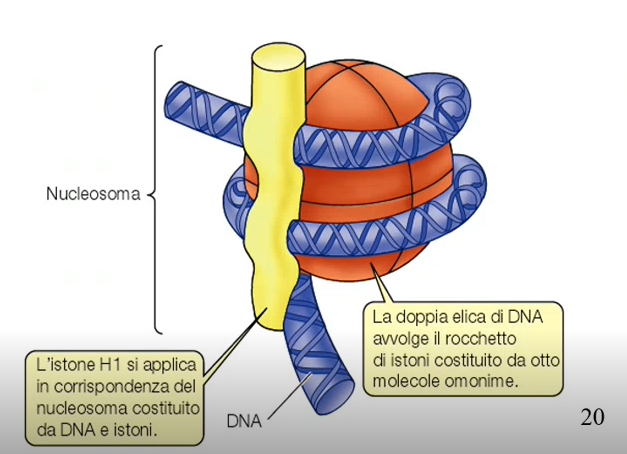 Nucleosoma
La doppia elica di DNA
avvolge il rocchetto
di istoni costituito da otto
molecole omonime.
L'istone H1 si applica
in corrispondenza del
nucleosoma costituito
da DNA e istoni.
DNA
20